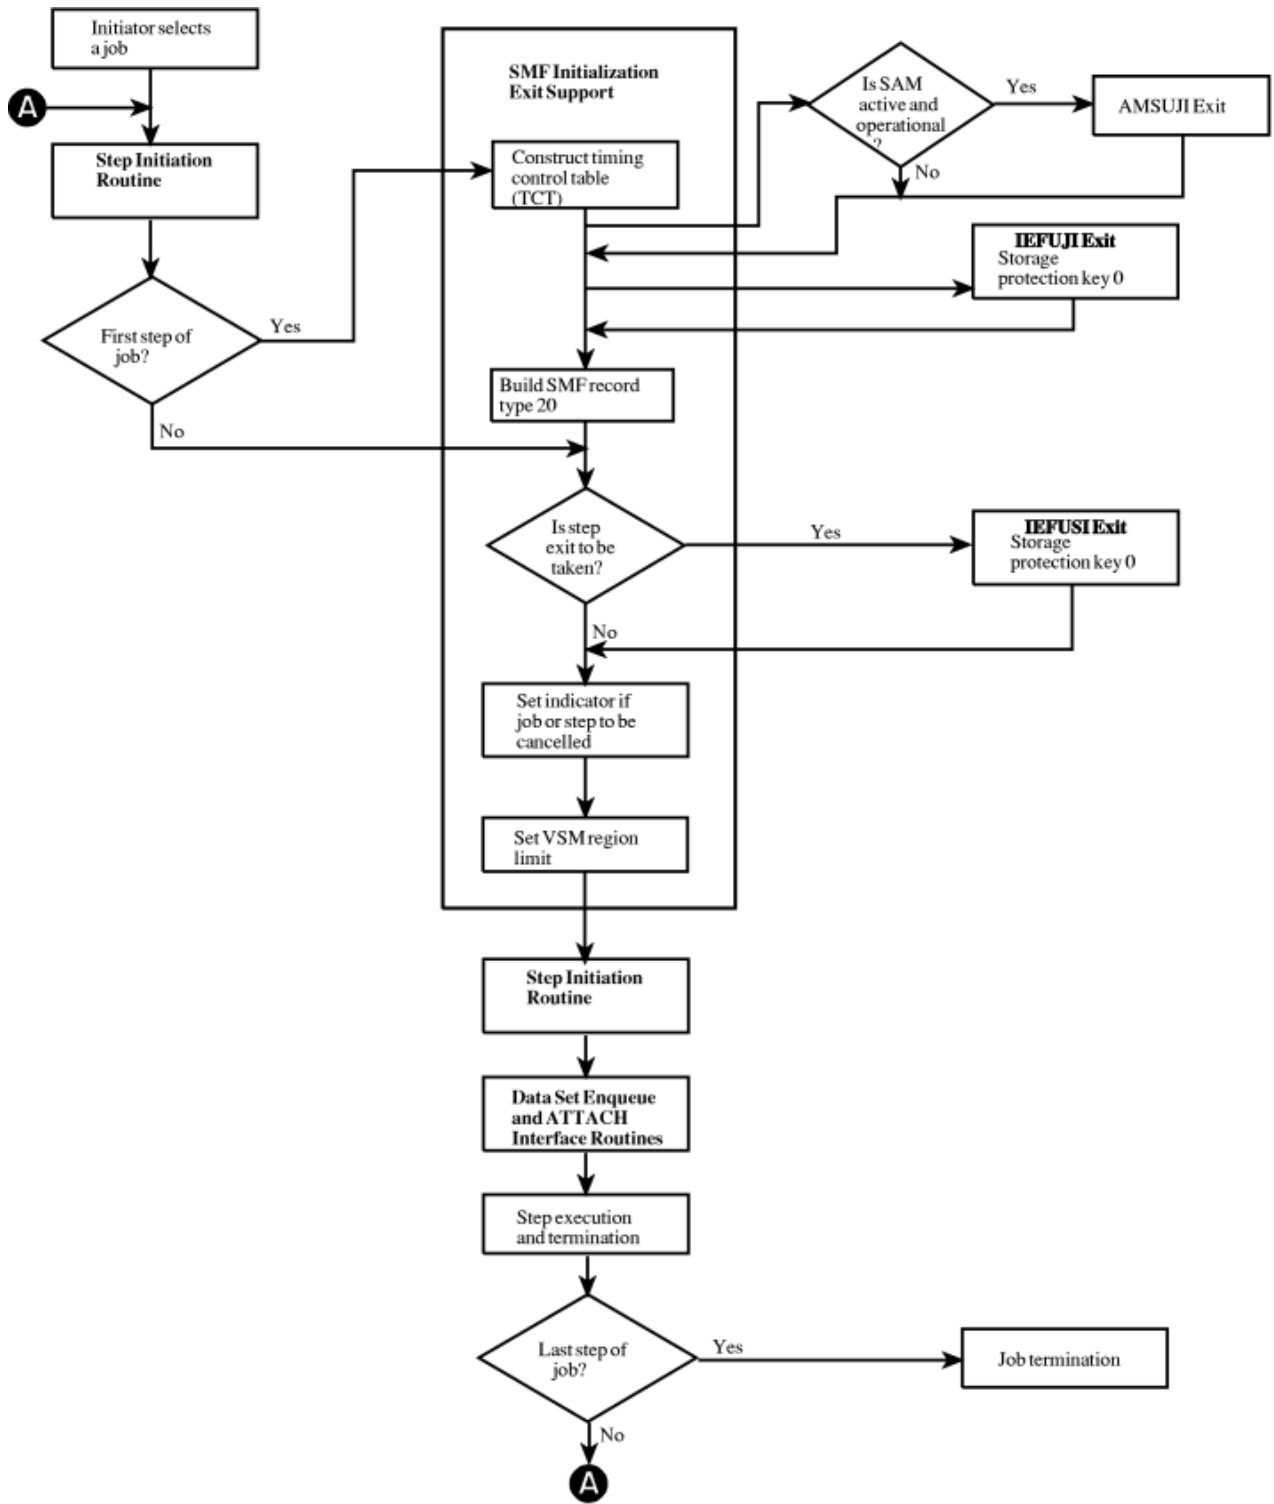 Initiator selects
a job
A
Step Initiation
Routine
First step of
job?
Yes
No
SMF Initialization
Exit Support
Construct timing
control table
(TCT)
Is SAM
active and
operational
?
Yes
No
AMSUJI Exit
IEFUJI Exit
Storage
protection key 0
Build SMF record
type 20
Is step
exit to be
taken?
Yes
No
IEFUSI Exit
Storage
protection key 0
Set indicator if
job or step to be
cancelled
Set VSM region
limit
Step Initiation
Routine
Data Set Enqueue
and ATTACH
Interface Routines
Step execution
and termination
Last step of
job?
Yes
Job termination
No
A